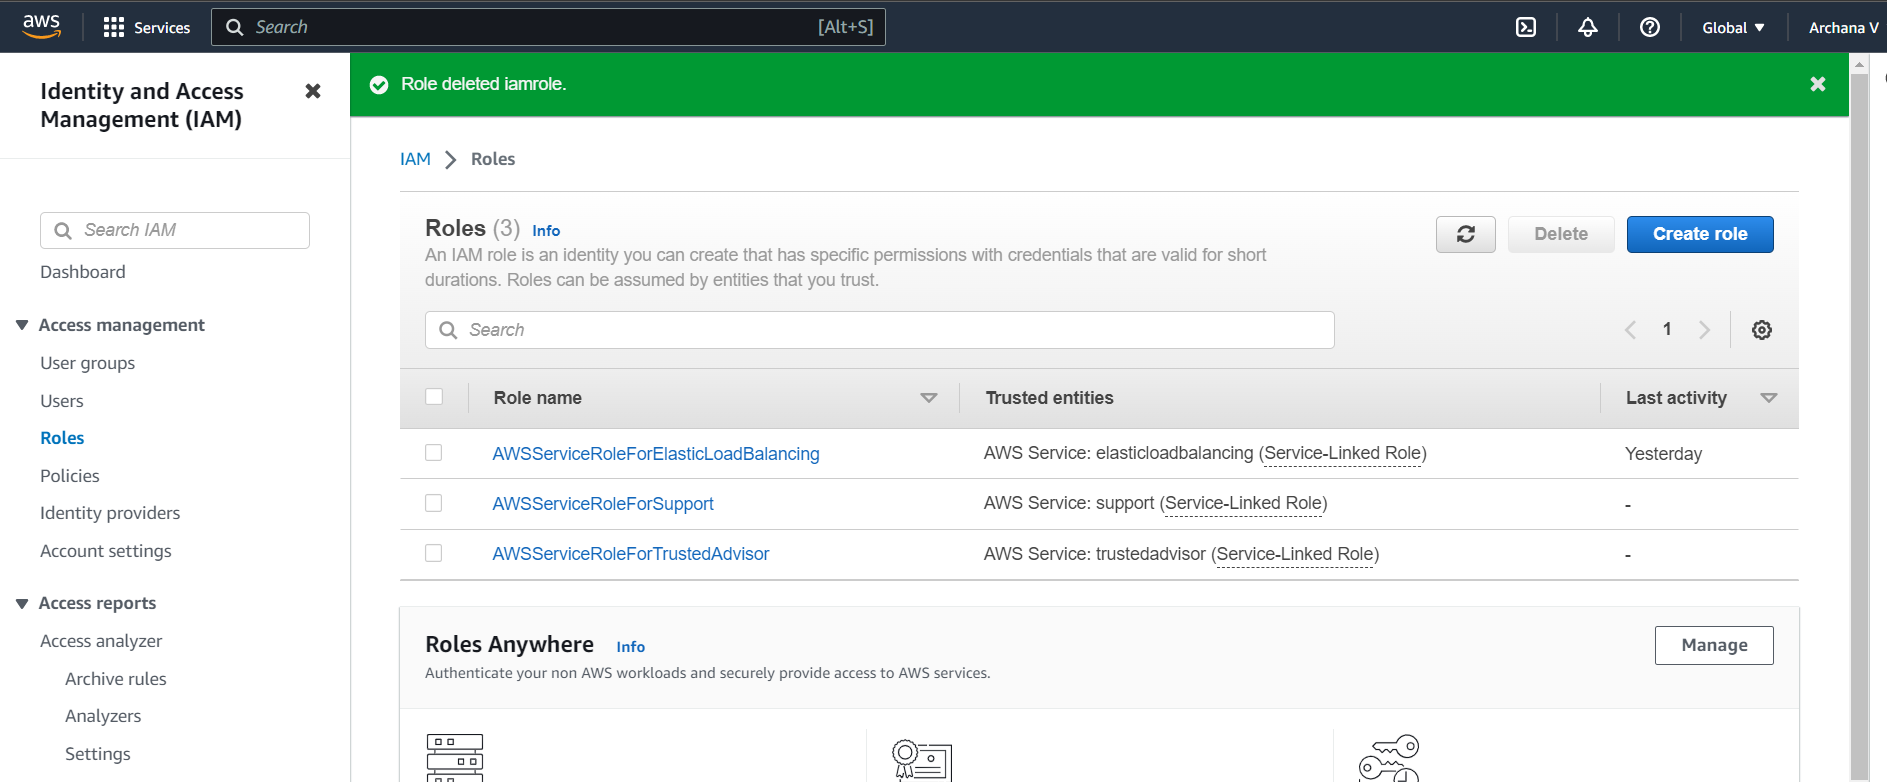 aws
Services
Search
[Alt+S]
Global
Archana V
Identity and Access
Management (IAM)
Search IAM
Dashboard
Access management
User groups
Users
Roles
Policies
Identity providers
Account settings
Access reports
Access analyzer
Archive rules
Analyzers
Settings
Role deleted iamrole.
IAM
Roles
Roles (3) Info
An IAM role is an identity you can create that has specific permissions with credentials that are valid for short
durations. Roles can be assumed by entities that you trust.
Delete
Create role
Search
1
Role name
Trusted entities
Last activity
AWSServiceRoleForElasticLoadBalancing
AWS Service: elasticloadbalancing (Service-Linked Role)
Yesterday
AWSServiceRoleForSupport
AWS Service: support (Service-Linked Role)
-
AWSServiceRoleForTrustedAdvisor
AWS Service: trustedadvisor (Service-Linked Role)
-
Roles Anywhere Info
Authenticate your non AWS workloads and securely provide access to AWS services.
Manage